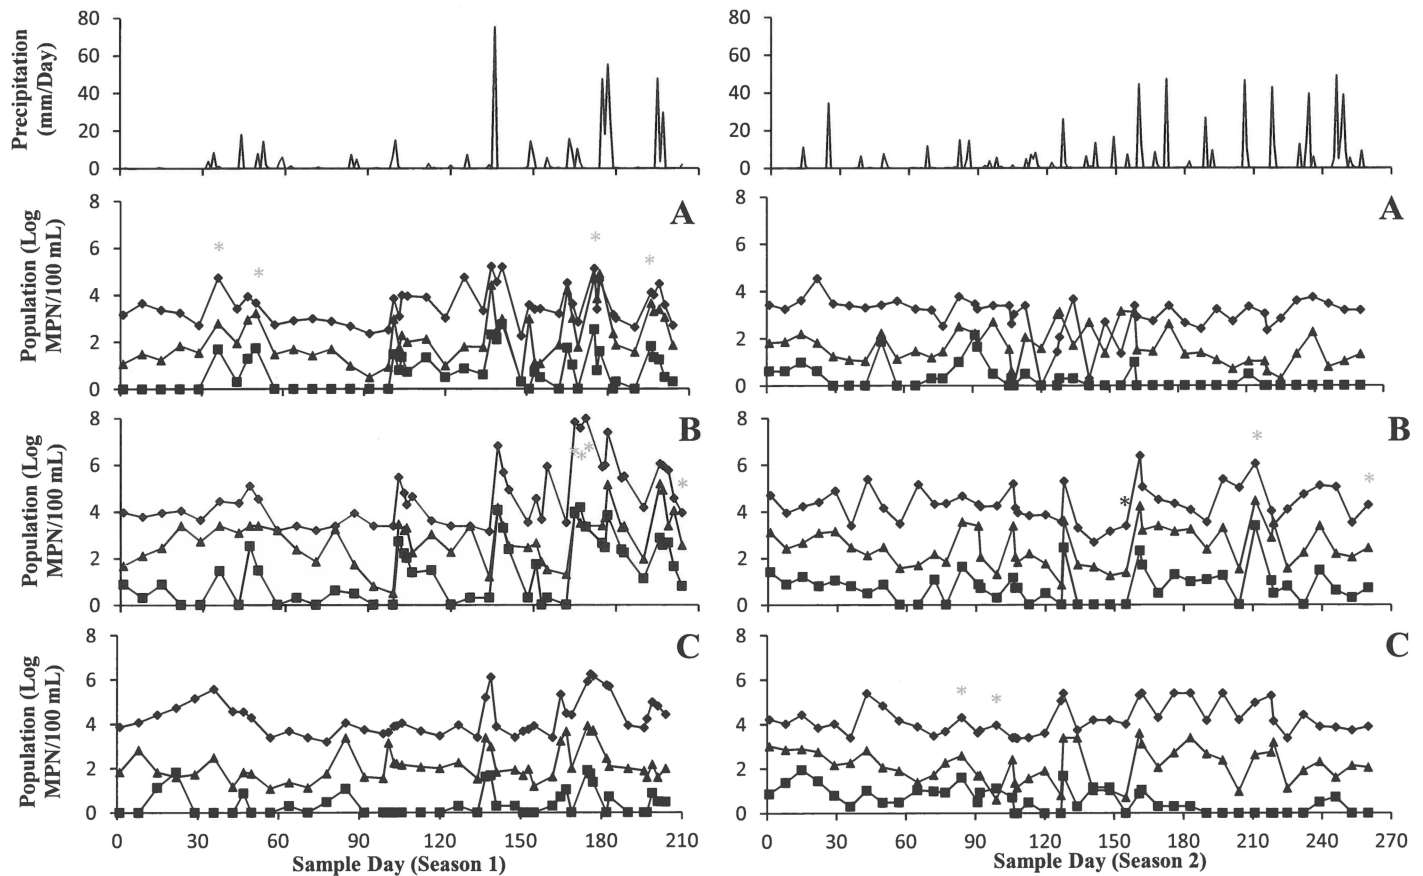 Precipitation
(mm/Day)
80
60
40
20
0
80
60
40
20
0
Population (Log
MPN/100 mL)
8
6
4
2
0
A
*
*
*
*
8
6
4
2
0
A
Population (Log
MPN/100 mL)
8
6
4
2
0
B
*
*
*
*
8
6
4
2
0
B
*
*
*
Population (Log
MPN/100 mL)
8
6
4
2
0
C
8
6
4
2
0
C
*
*
0 30 60 90 120 150 180 210
Sample Day (Season 1)
0 30 60 90 120 150 180 210 240 270
Sample Day (Season 2)